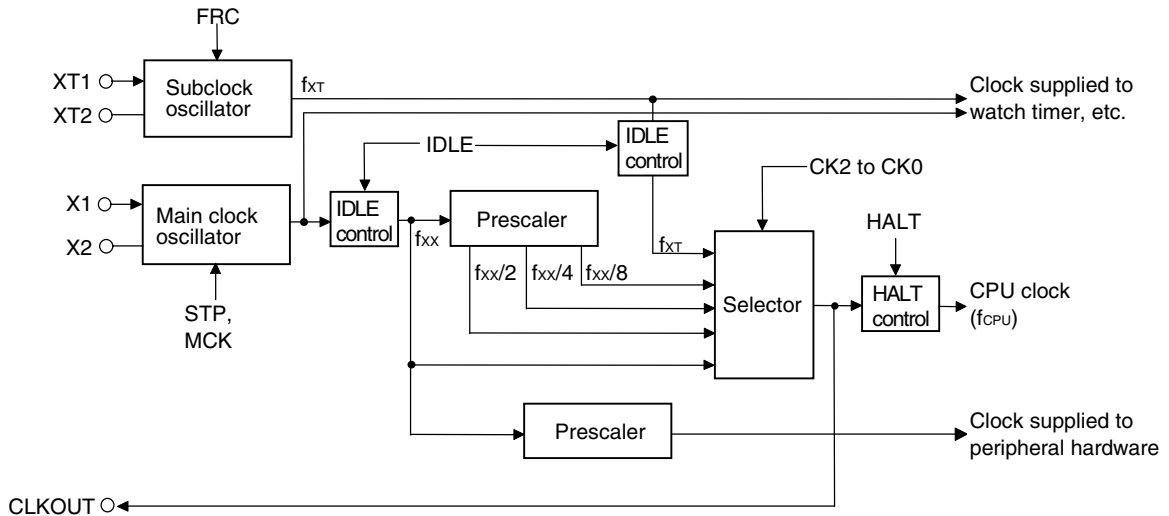 FRC
XT1
XT2
Subclock
oscillator
fXT
Clock supplied to
watch timer, etc.
IDLE
IDLE
control
CK2 to CK0
X1
X2
Main clock
oscillator
IDLE
control
fXX
Prescaler
fXT
HALT
fXX/2
fXX/4
fXX/8
Selector
HALT
control
CPU clock
(fCPU)
STP,
MCK
Prescaler
Clock supplied to
peripheral hardware
CLKOUT